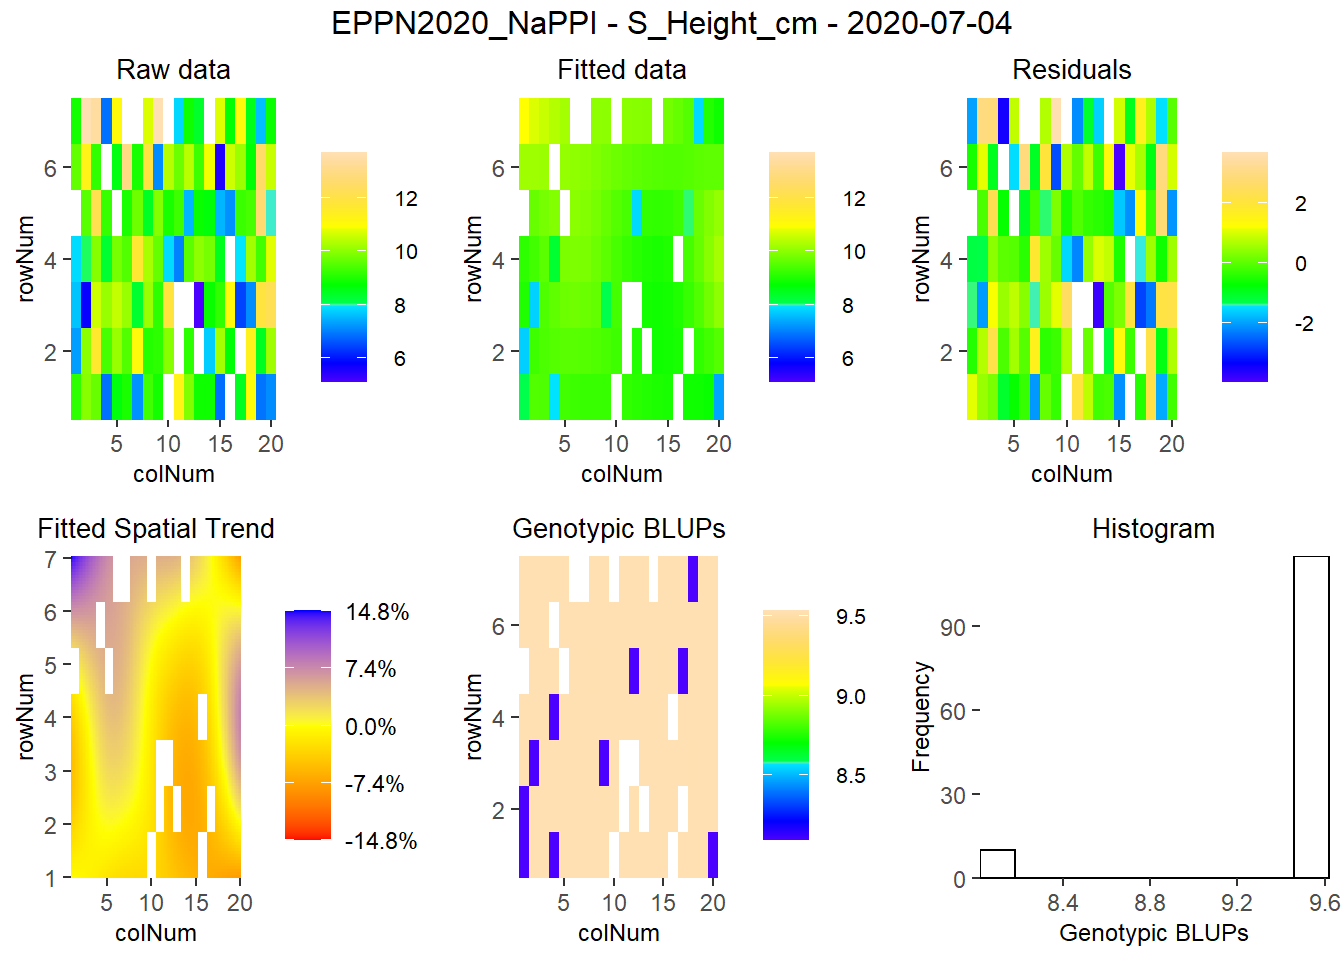 EPPN2020_NaPPI - S_Height_cm - 2020-07-04
Raw data
rowNum
6
4
2
5 10 15 20
colNum
12
10
8
6
Fitted data
rowNum
6
4
2
5 10 15 20
colNum
12
10
8
6
Residuals
rowNum
6
4
2
5 10 15 20
colNum
2
0
-2
Fitted Spatial Trend
rowNum
7
6
5
4
3
2
1
5 10 15 20
colNum
14.8%
7.4%
0.0%
-7.4%
-14.8%
Genotypic BLUPs
rowNum
6
4
2
5 10 15 20
colNum
9.5
9.0
8.5
Histogram
Frequency
90
60
30
0
8.4 8.8 9.2 9.6
Genotypic BLUPs